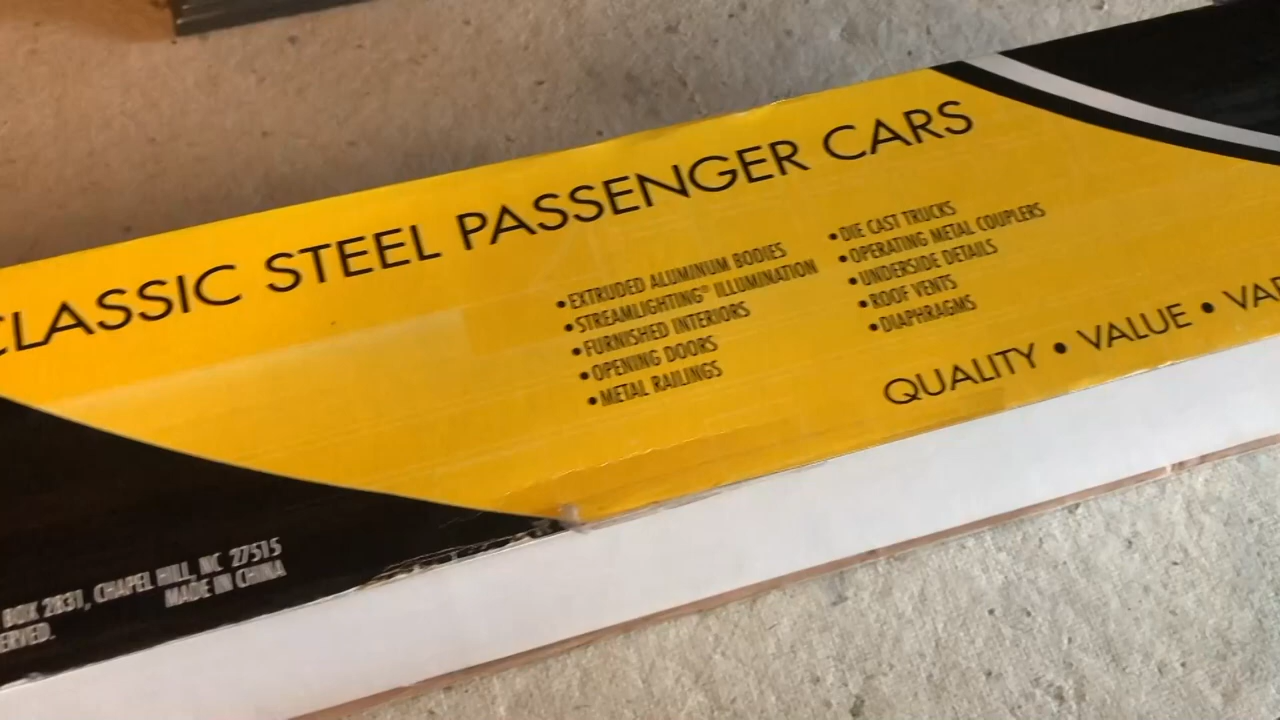 CLASSIC STEEL PASSENGER CARS
•EXTRUDED ALUMINUM BODIES
•STREAMLIGHTING® ILLUMINATION
•FURNISHED INTERIORS
•OPENING DOORS
•METAL RAILINGS
•DIE CAST TRUCKS
•OPERATING METAL COUPLERS
•UNDERSIDE DETAILS
•ROOF VENTS
•DIAPHRAGMS
QUALITY • VALUE •
BOX 2831, CHAPEL HILL, NC 27515
MADE IN CHINA